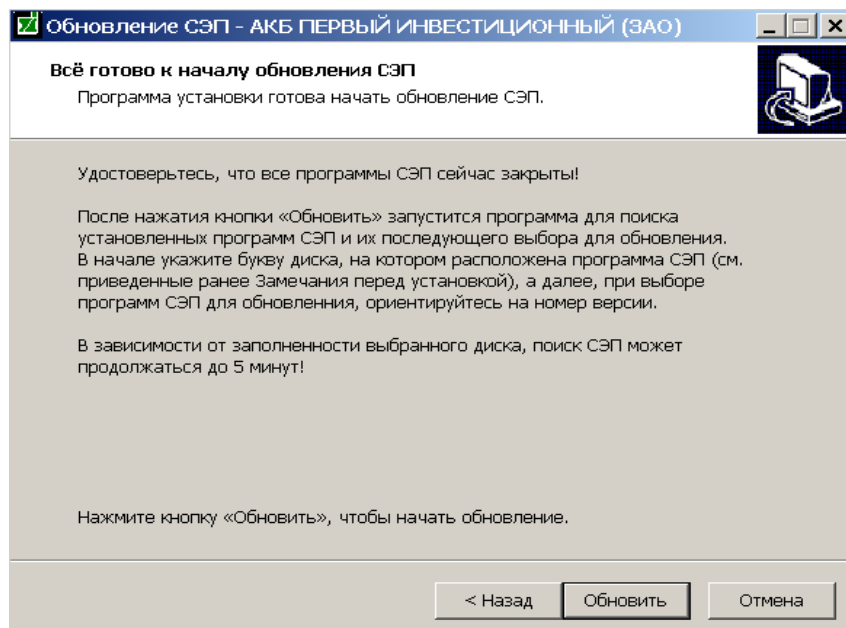 Обновление СЭП - АКБ ПЕРВЫЙ ИНВЕСТИЦИОННЫЙ (ЗАО)
Всё готово к началу обновления СЭП
Программа установки готова начать обновление СЭП.
Удостоверьтесь, что все программы СЭП сейчас закрыты!
После нажатия кнопки «Обновить» запустится программа для поиска
установленных программ СЭП и их последующего выбора для обновления.
В начале укажите букву диска, на котором расположена программа СЭП (см.
приведенные ранее Замечания перед установкой), а далее, при выборе
программ СЭП для обновленния, ориентируйтесь на номер версии.
В зависимости от заполненности выбранного диска, поиск СЭП может
продолжаться до 5 минут!
Нажмите кнопку «Обновить», чтобы начать обновление.
< Назад
Обновить
Отмена